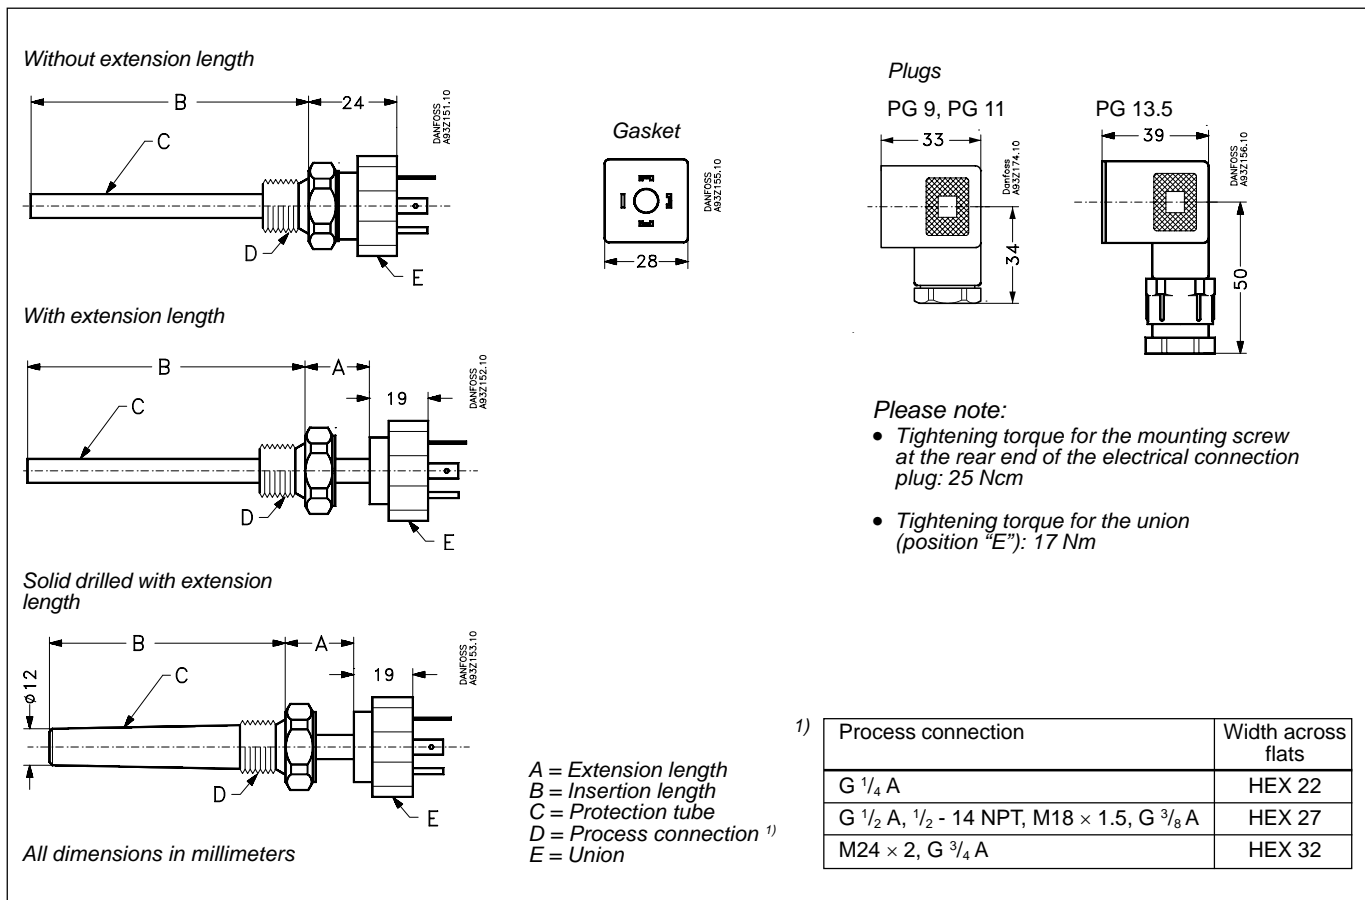 Without extension length
B
24
C
D
E
DANFOSS
A93Z151.10
Gasket
28
DANFOSS
A93Z155.10
Plugs
PG 9, PG 11
33
34
Danfoss
A93Z174.10
PG 13.5
39
50
DANFOSS
A93Z156.10
With extension length
B
A
19
C
D
E
DANFOSS
A93Z152.10
Please note:
• Tightening torque for the mounting screw
at the rear end of the electrical connection
plug: 25 Ncm
• Tightening torque for the union
(position “E”): 17 Nm
Solid drilled with extension
length
B
A
19
C
ø12
D
E
DANFOSS
A93Z153.10
All dimensions in millimeters
A = Extension length
B = Insertion length
C = Protection tube
D = Process connection 1)
E = Union
1)
Process connection
Width across
flats
G 1/4 A
HEX 22
G 1/2 A, 1/2 - 14 NPT, M18 × 1.5, G 3/8 A
HEX 27
M24 × 2, G 3/4 A
HEX 32